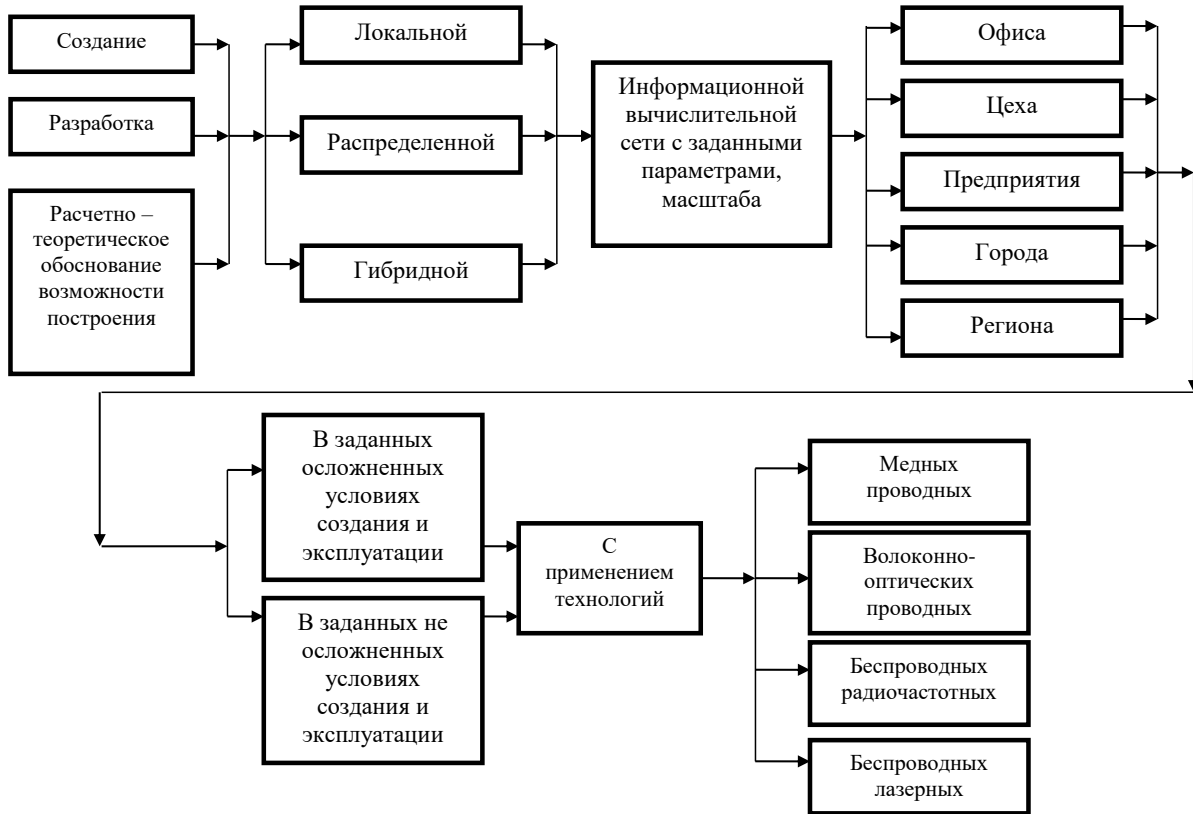 Создание
Разработка
Расчетно –
теоретическое
обоснование
возможности
построения
Локальной
Распределенной
Гибридной
Информационной
вычислительной
сети с заданными
параметрами,
масштаба
Офиса
Цеха
Предприятия
Города
Региона
В заданных
осложненных
условиях
создания и
эксплуатации
В заданных не
осложненных
условиях
создания и
эксплуатации
С
применением
технологий
Медных
проводных
Волоконно-
оптических
проводных
Беспроводных
радиочастотных
Беспроводных
лазерных